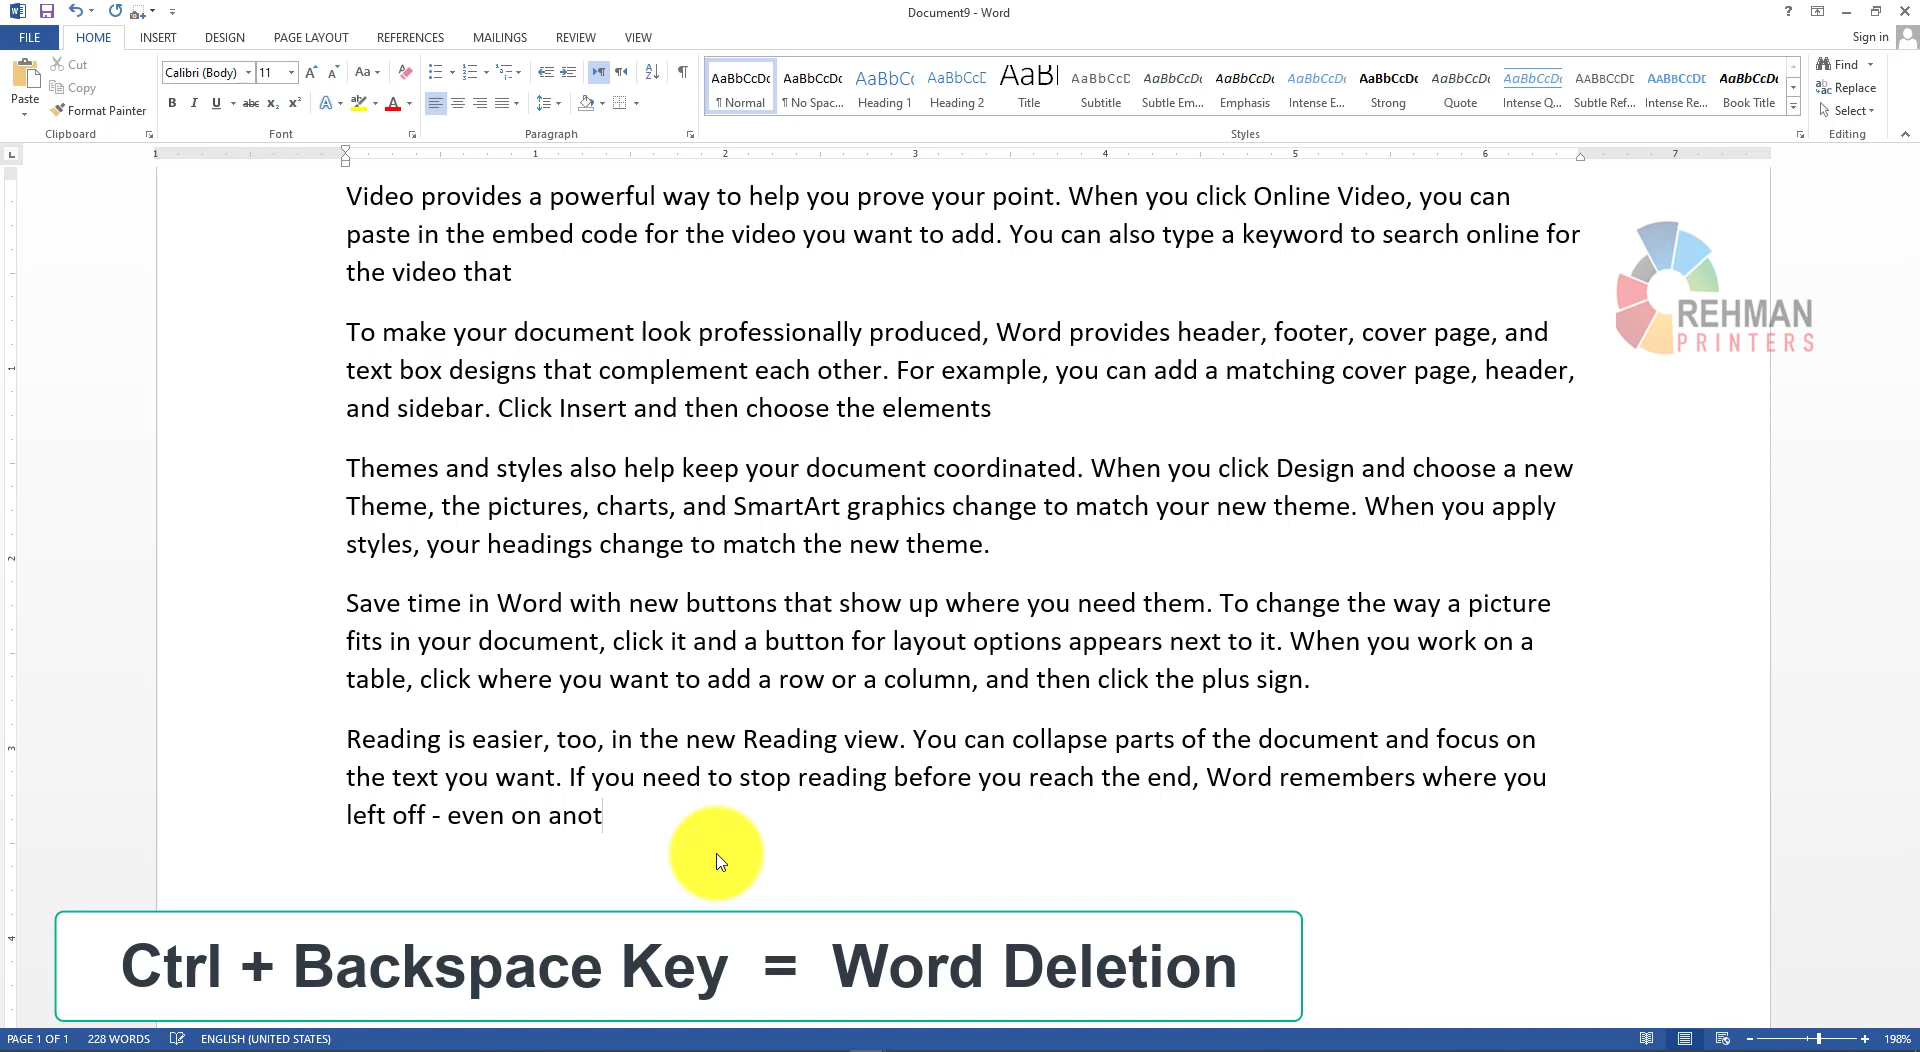 Document9 - Word
FILE HOME INSERT DESIGN PAGE LAYOUT REFERENCES MAILINGS REVIEW VIEW Sign in
Paste Cut Copy Format Painter Clipboard
Calibri (Body) 11 Font
Paragraph
AaBbCcDc AaBbCcDc AaBbCc AaBbCcD AaBl AaBbCcD AaBbCcDc AaBbCcDc AaBbCcDc AaBbCcDc AaBbCcDc AaBbCcDc AABBCCDD AABBCCDE AaBbCcDc
¶ Normal ¶ No Spac... Heading 1 Heading 2 Title Subtitle Subtle Em... Emphasis Intense E... Strong Quote Intense Q... Subtle Ref... Intense Re... Book Title
Styles
Find
Replace
Select
Editing
1 1 2 3 4 5 6 7
Video provides a powerful way to help you prove your point. When you click Online Video, you can
paste in the embed code for the video you want to add. You can also type a keyword to search online for
the video that
REHMAN
PRINTERS
To make your document look professionally produced, Word provides header, footer, cover page, and
text box designs that complement each other. For example, you can add a matching cover page, header,
and sidebar. Click Insert and then choose the elements
Themes and styles also help keep your document coordinated. When you click Design and choose a new
Theme, the pictures, charts, and SmartArt graphics change to match your new theme. When you apply
styles, your headings change to match the new theme.
Save time in Word with new buttons that show up where you need them. To change the way a picture
fits in your document, click it and a button for layout options appears next to it. When you work on a
table, click where you want to add a row or a column, and then click the plus sign.
Reading is easier, too, in the new Reading view. You can collapse parts of the document and focus on
the text you want. If you need to stop reading before you reach the end, Word remembers where you
left off - even on anot
Ctrl + Backspace Key = Word Deletion
PAGE 1 OF 1 228 WORDS ENGLISH (UNITED STATES) 198%